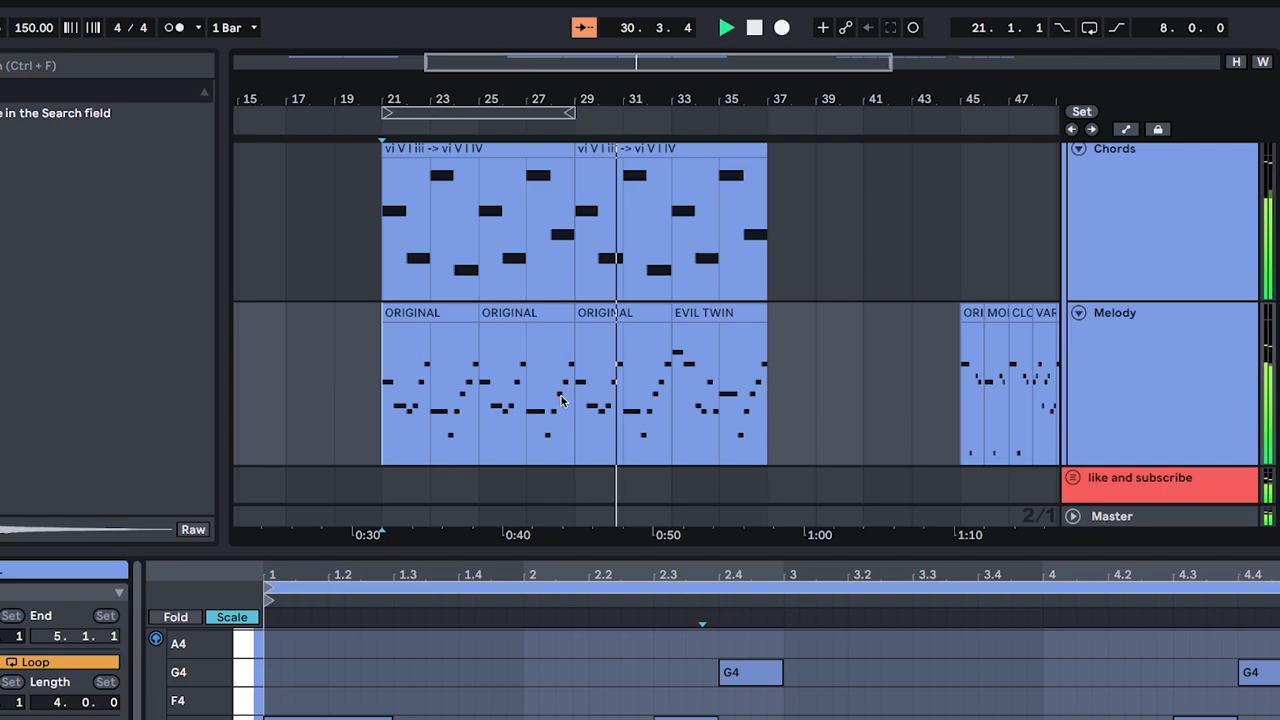 150.00 4 / 4 1 Bar 30. 3. 4 21. 1. 1 8. 0. 0
(Ctrl + F)
H W
e in the Search field
15 17 19 21 23 25 27 29 31 33 35 37 39 41 43 45 47
Set
vi V I iii -> vi V I IV vi V I iii -> vi V I IV Chords
ORIGINAL ORIGINAL ORIGINAL EVIL TWIN ORI MOI CLC VAR Melody
like and subscribe
2/1 Master
Raw
0:30 0:40 0:50 1:00 1:10
1 1.2 1.3 1.4 2 2.2 2.3 2.4 3 3.2 3.3 3.4 4 4.2 4.3 4.4
Set End Set
1 5. 1. 1
Fold Scale
A4
Loop
G4 G4 G4
Set Length Set
1 4. 0. 0
F4